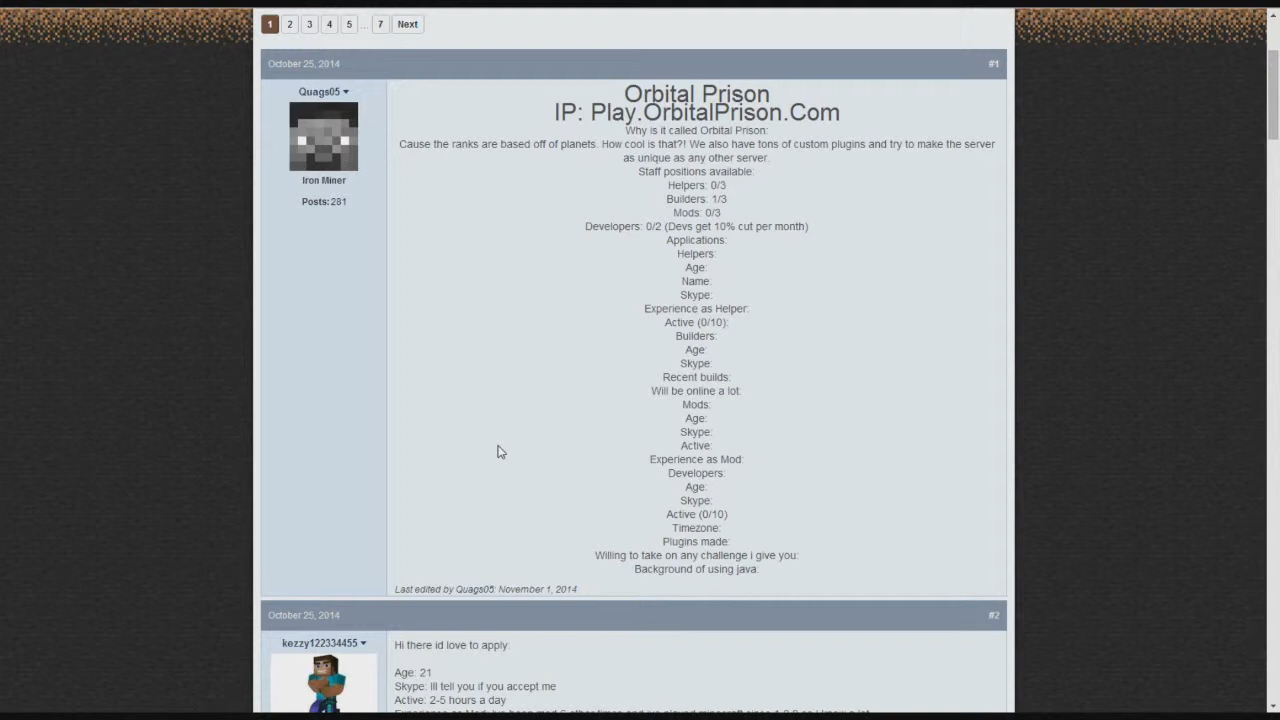 1 2 3 4 5 ... 7 Next
October 25, 2014 #1
Quags05
Iron Miner
Posts: 281
Orbital Prison
IP: Play.OrbitalPrison.Com
Why is it called Orbital Prison:
Cause the ranks are based off of planets. How cool is that?! We also have tons of custom plugins and try to make the server
as unique as any other server.
Staff positions available:
Helpers: 0/3
Builders: 1/3
Mods: 0/3
Developers: 0/2 (Devs get 10% cut per month)
Applications:
Helpers:
Age:
Name:
Skype:
Experience as Helper:
Active (0/10):
Builders:
Age:
Skype:
Recent builds:
Will be online a lot:
Mods:
Age:
Skype:
Active:
Experience as Mod:
Developers:
Age:
Skype:
Active (0/10)
Timezone:
Plugins made:
Willing to take on any challenge i give you:
Background of using java:
Last edited by Quags05: November 1, 2014
October 25, 2014 #2
kezzy122334455
Hi there id love to apply:
Age: 21
Skype: Ill tell you if you accept me
Active: 2-5 hours a day